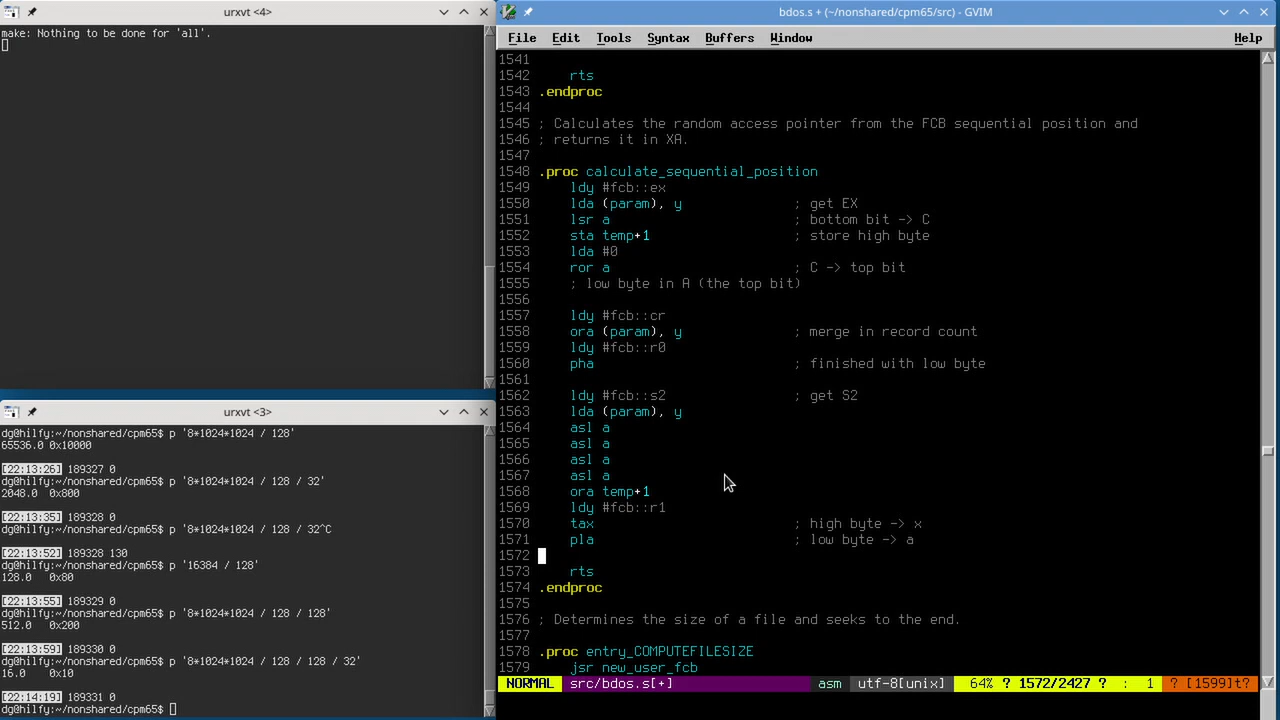 urxvt <4>
make: Nothing to be done for 'all'.
urxvt <3>
dg@hilfy:~/nonshared/cpm65$ p '8*1024*1024 / 128'
65536.0 0x10000
[22:13:26] 189327 0
dg@hilfy:~/nonshared/cpm65$ p '8*1024*1024 / 128 / 32'
2048.0 0x800
[22:13:35] 189328 0
dg@hilfy:~/nonshared/cpm65$ p '8*1024*1024 / 128 / 32^C
[22:13:52] 189328 130
dg@hilfy:~/nonshared/cpm65$ p '16384 / 128'
128.0 0x80
[22:13:55] 189329 0
dg@hilfy:~/nonshared/cpm65$ p '8*1024*1024 / 128 / 128'
512.0 0x200
[22:13:59] 189330 0
dg@hilfy:~/nonshared/cpm65$ p '8*1024*1024 / 128 / 128 / 32'
16.0 0x10
[22:14:19] 189331 0
dg@hilfy:~/nonshared/cpm65$
bdos.s + (~/nonshared/cpm65/src) - GVIM
File Edit Tools Syntax Buffers Window Help
1541
1542 rts
1543 .endproc
1544
1545 ; Calculates the random access pointer from the FCB sequential position and
1546 ; returns it in XA.
1547
1548 .proc calculate_sequential_position
1549 ldy #fcb::ex
1550 lda (param), y ; get EX
1551 lsr a ; bottom bit -> C
1552 sta temp+1 ; store high byte
1553 lda #0
1554 ror a ; C -> top bit
1555 ; low byte in A (the top bit)
1556
1557 ldy #fcb::cr
1558 ora (param), y ; merge in record count
1559 ldy #fcb::r0
1560 pha ; finished with low byte
1561
1562 ldy #fcb::s2 ; get S2
1563 lda (param), y
1564 asl a
1565 asl a
1566 asl a
1567 asl a
1568 ora temp+1
1569 ldy #fcb::r1
1570 tax ; high byte -> x
1571 pla ; low byte -> a
1572
1573 rts
1574 .endproc
1575
1576 ; Determines the size of a file and seeks to the end.
1577
1578 .proc entry_COMPUTEFILESIZE
1579 jsr new_user_fcb
NORMAL src/bdos.s[+] asm utf-8[unix] 64% ? 1572/2427 ? : 1 ? [1599]t?